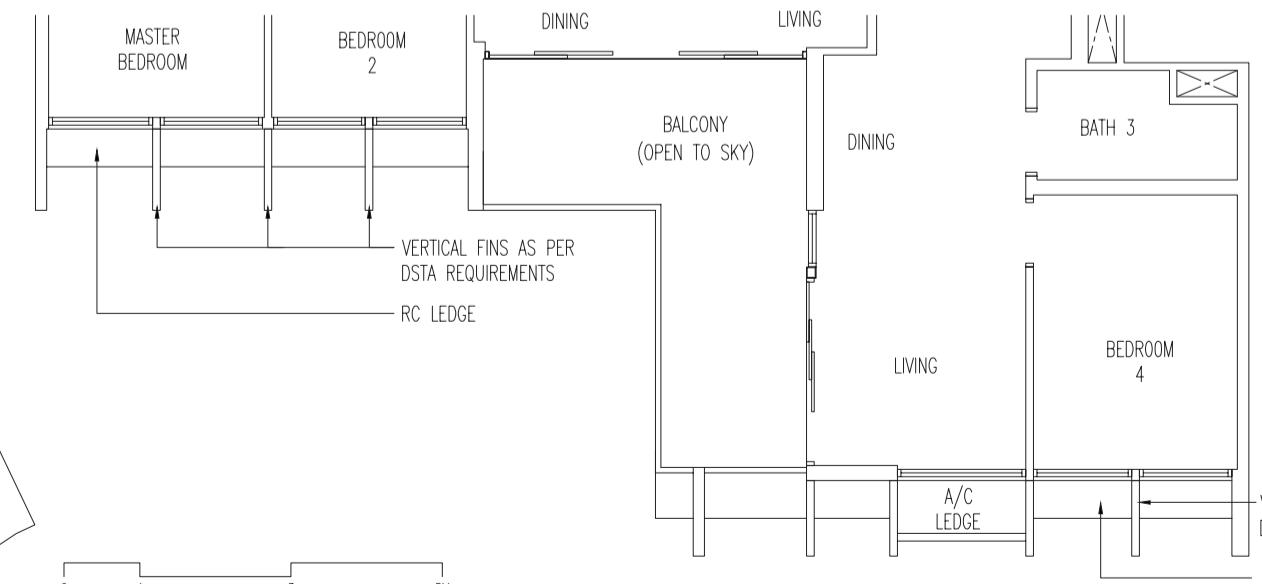 DINING
LIVING
MASTER
BEDROOM
BEDROOM
2
BALCONY
(OPEN TO SKY)
DINING
BATH 3
VERTICAL FINS AS PER
DSTA REQUIREMENTS
RC LEDGE
LIVING
BEDROOM
4
A/C
LEDGE